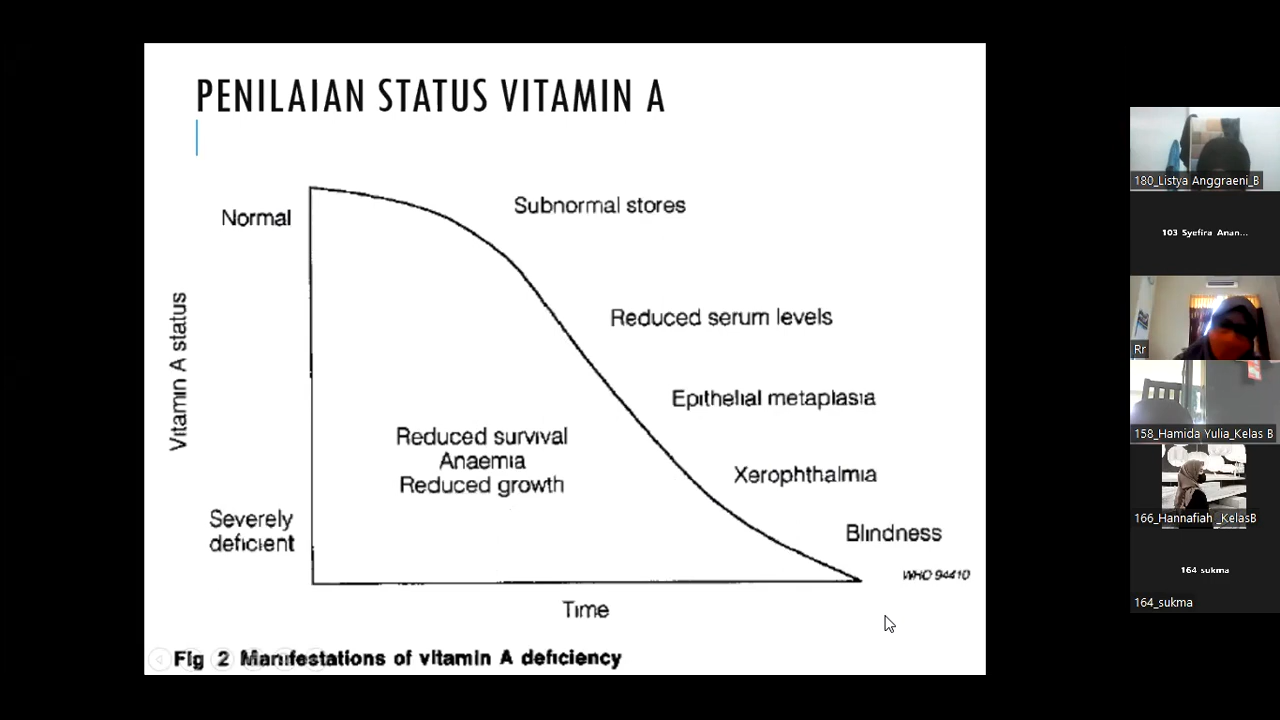 PENILAIAN STATUS VITAMIN A
Normal
Subnormal stores
Reduced serum levels
Vitamin A status
Epithelial metaplasia
Reduced survival
Anaemia
Reduced growth
Xerophthalmia
Severely
deficient
Blindness
WHO 94410
Time
Fig 2 Manifestations of vitamin A deficiency
180_Listya Anggraeni_B
103 Syefira Anan...
Rr
158_Hamida Yulia_Kelas B
166_Hannafiah _KelasB
164 sukma
164_sukma